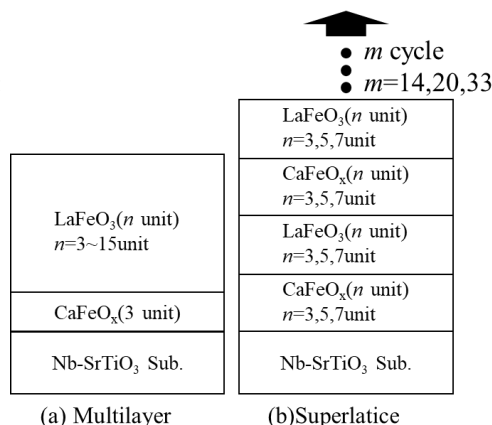 m cycle
m=14,20,33
LaFeO3(n unit)
n=3,5,7unit
CaFeOx(n unit)
n=3,5,7unit
LaFeO3(n unit)
n=3,5,7unit
CaFeOx(n unit)
n=3,5,7unit
Nb-SrTiO3 Sub.
(b)Superlatice
LaFeO3(n unit)
n=3~15unit
CaFeOx(3 unit)
Nb-SrTiO3 Sub.
(a) Multilayer